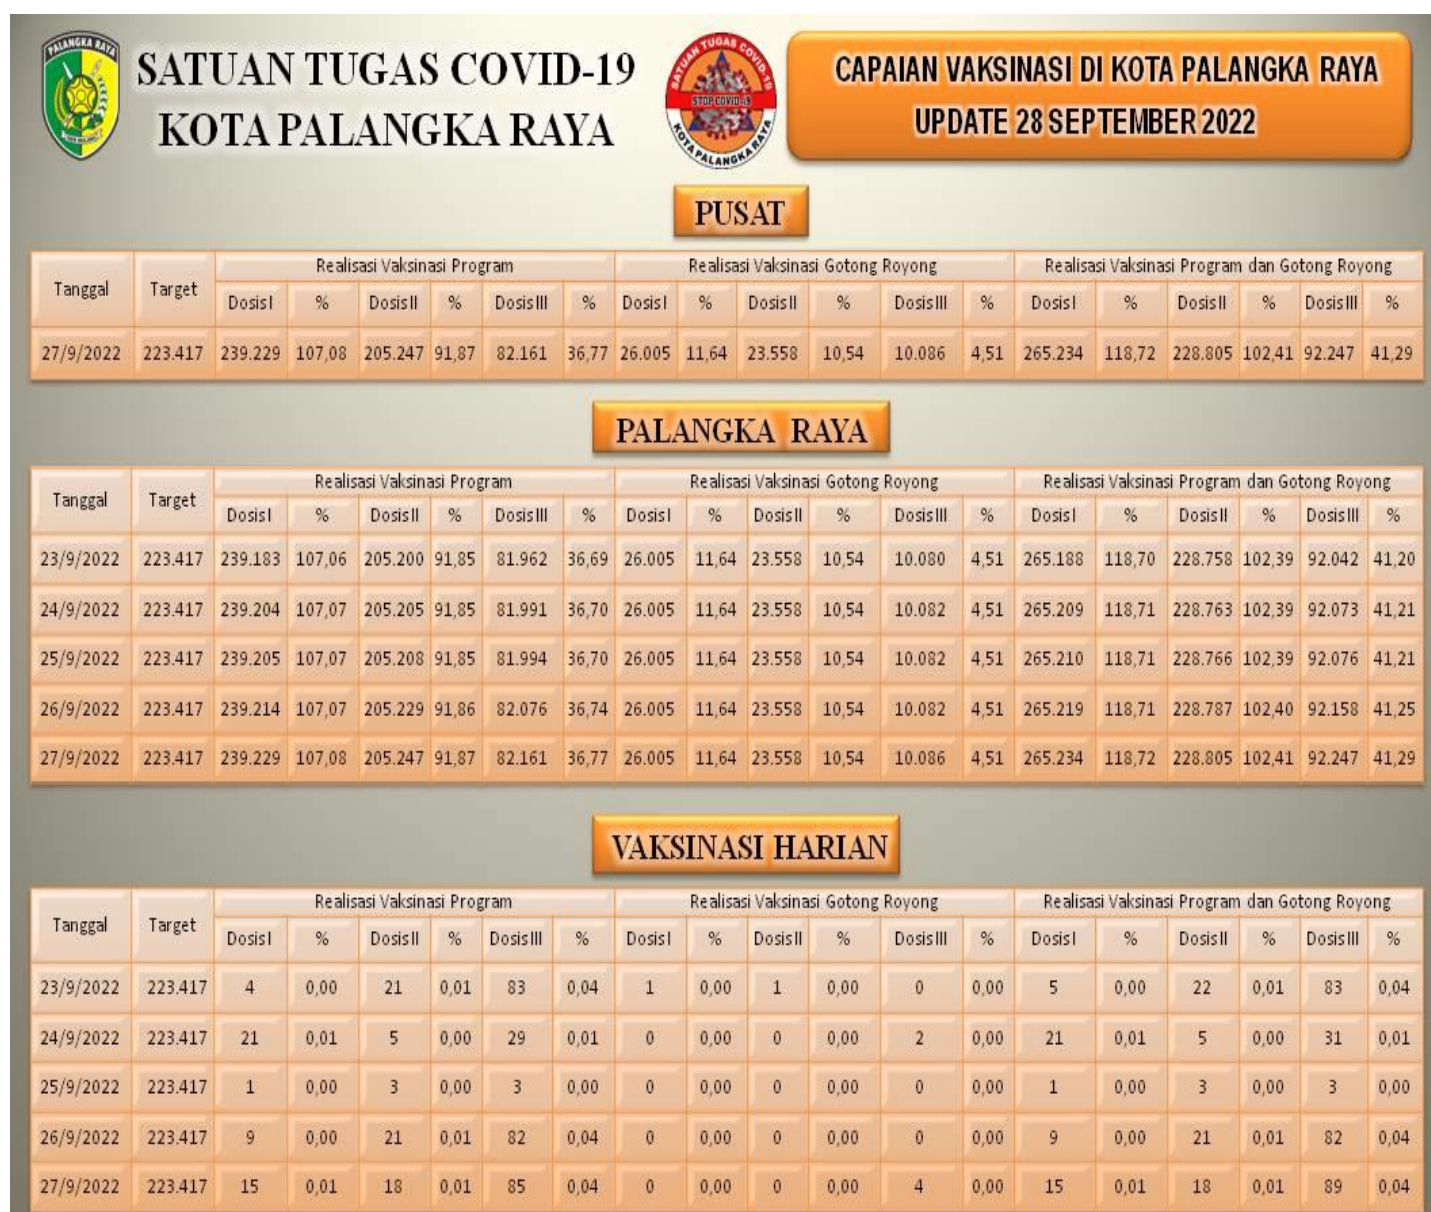 PALANGKA RAYA
SATUAN TUGAS COVID-19
KOTA PALANGKA RAYA
SATUAN TUGAS COVID-19
STOP COVID-19
KOTA PALANGKA RAYA
CAPAIAN VAKSINASI DI KOTA PALANGKA RAYA
UPDATE 28 SEPTEMBER 2022
PUSAT
Tanggal Target Realisasi Vaksinasi Program Realisasi Vaksinasi Gotong Royong Realisasi Vaksinasi Program dan Gotong Royong
Dosis I % Dosis II % Dosis III % Dosis I % Dosis II % Dosis III % Dosis I % Dosis II % Dosis III %
27/9/2022 223.417 239.229 107,08 205.247 91,87 82.161 36,77 26.005 11,64 23.558 10,54 10.086 4,51 265.234 118,72 228.805 102,41 92.247 41,29
PALANGKA RAYA
Tanggal Target Realisasi Vaksinasi Program Realisasi Vaksinasi Gotong Royong Realisasi Vaksinasi Program dan Gotong Royong
Dosis I % Dosis II % Dosis III % Dosis I % Dosis II % Dosis III % Dosis I % Dosis II % Dosis III %
23/9/2022 223.417 239.183 107,06 205.200 91,85 81.962 36,69 26.005 11,64 23.558 10,54 10.080 4,51 265.188 118,70 228.758 102,39 92.042 41,20
24/9/2022 223.417 239.204 107,07 205.205 91,85 81.991 36,70 26.005 11,64 23.558 10,54 10.082 4,51 265.209 118,71 228.763 102,39 92.073 41,21
25/9/2022 223.417 239.205 107,07 205.208 91,85 81.994 36,70 26.005 11,64 23.558 10,54 10.082 4,51 265.210 118,71 228.766 102,39 92.076 41,21
26/9/2022 223.417 239.214 107,07 205.229 91,86 82.076 36,74 26.005 11,64 23.558 10,54 10.082 4,51 265.219 118,71 228.787 102,40 92.158 41,25
27/9/2022 223.417 239.229 107,08 205.247 91,87 82.161 36,77 26.005 11,64 23.558 10,54 10.086 4,51 265.234 118,72 228.805 102,41 92.247 41,29
VAKSINASI HARIAN
Tanggal Target Realisasi Vaksinasi Program Realisasi Vaksinasi Gotong Royong Realisasi Vaksinasi Program dan Gotong Royong
Dosis I % Dosis II % Dosis III % Dosis I % Dosis II % Dosis III % Dosis I % Dosis II % Dosis III %
23/9/2022 223.417 4 0,00 21 0,01 83 0,04 1 0,00 1 0,00 0 0,00 5 0,00 22 0,01 83 0,04
24/9/2022 223.417 21 0,01 5 0,00 29 0,01 0 0,00 0 0,00 2 0,00 21 0,01 5 0,00 31 0,01
25/9/2022 223.417 1 0,00 3 0,00 3 0,00 0 0,00 0 0,00 0 0,00 1 0,00 3 0,00 3 0,00
26/9/2022 223.417 9 0,00 21 0,01 82 0,04 0 0,00 0 0,00 0 0,00 9 0,00 21 0,01 82 0,04
27/9/2022 223.417 15 0,01 18 0,01 85 0,04 0 0,00 0 0,00 4 0,00 15 0,01 18 0,01 89 0,04